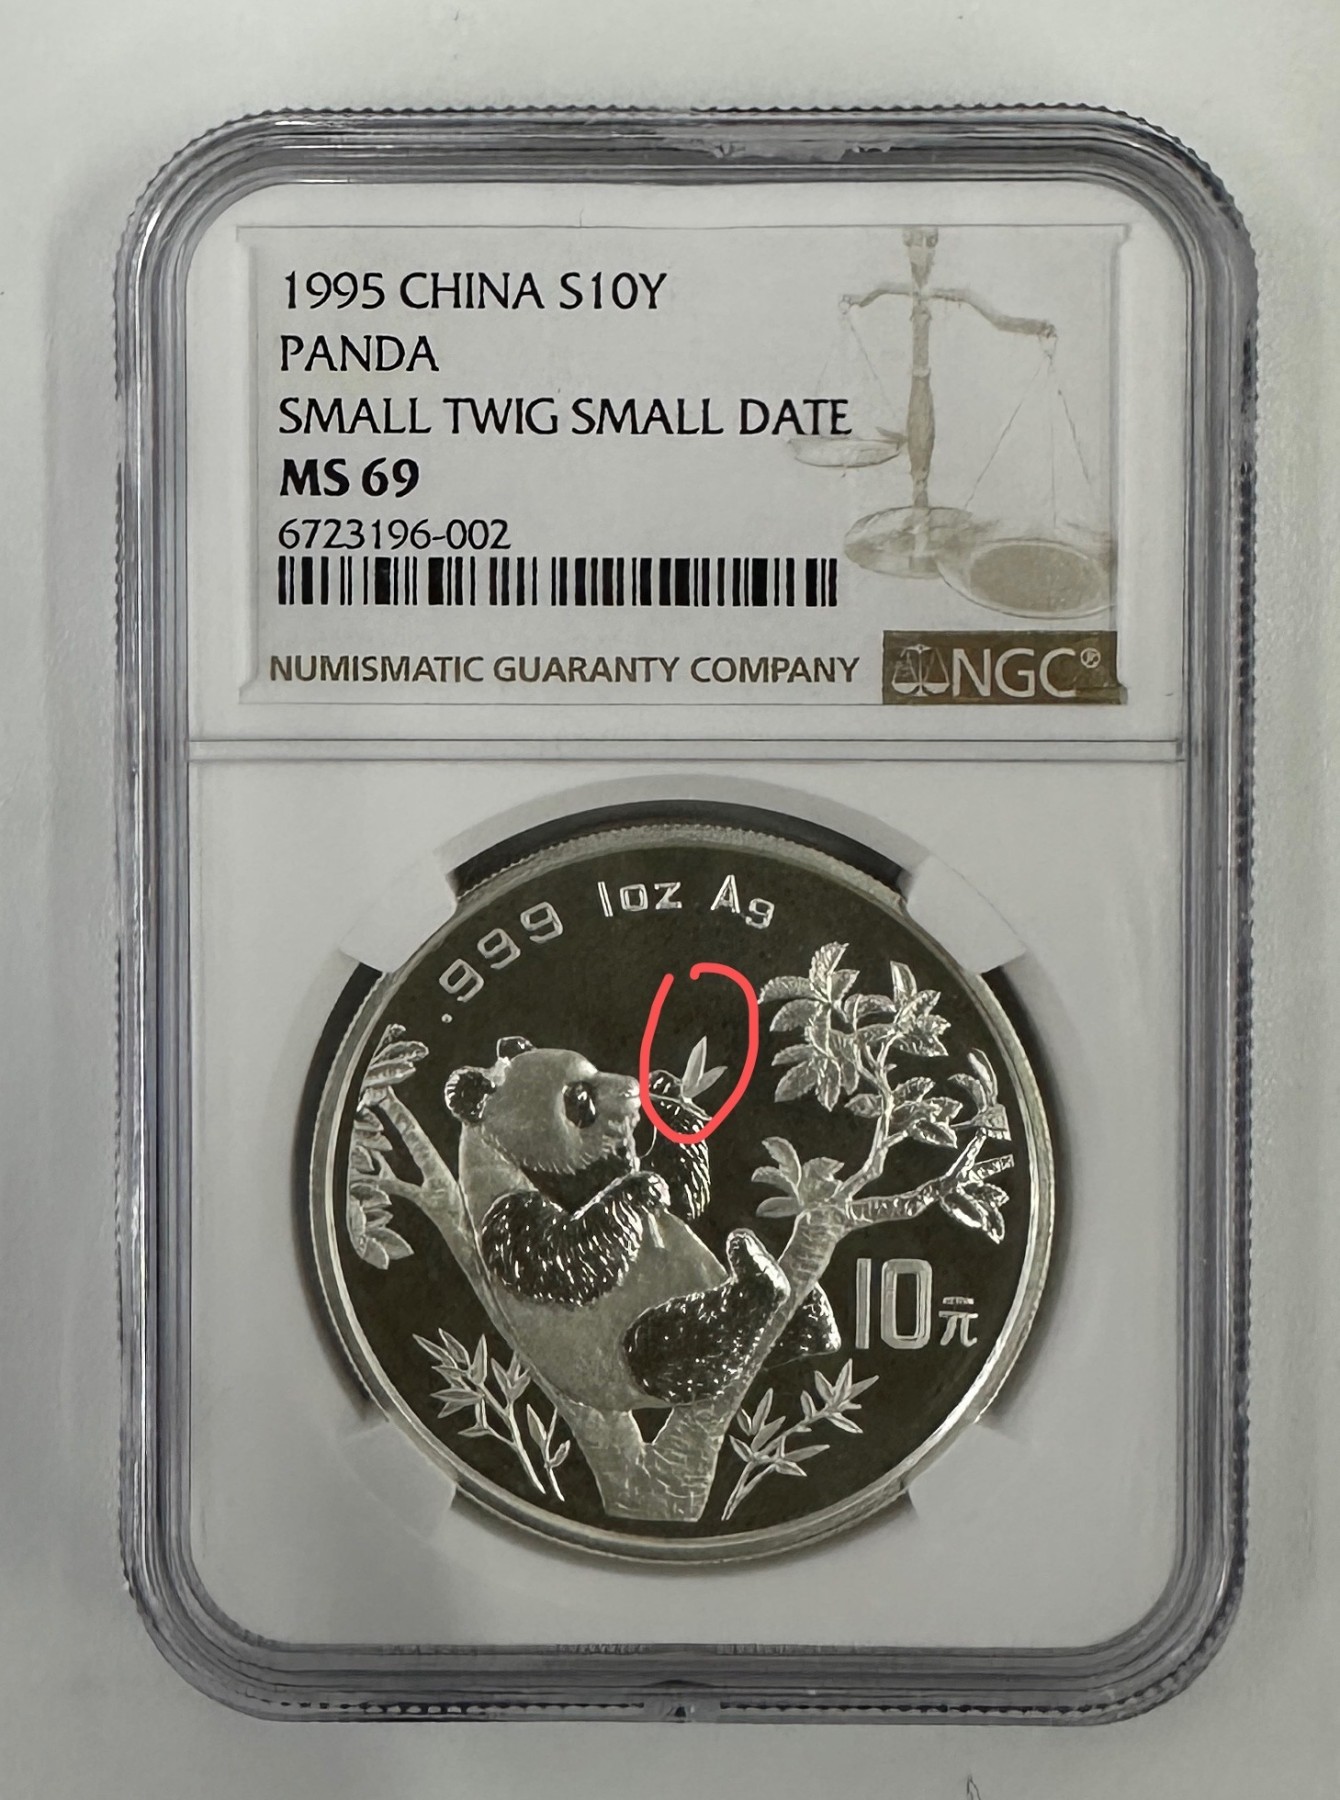 1995 CHINA S10Y
PANDA
SMALL TWIG SMALL DATE
MS 69
6723196-002
NUMISMATIC GUARANTY COMPANY
NGC®
.999 1oz Ag
10元